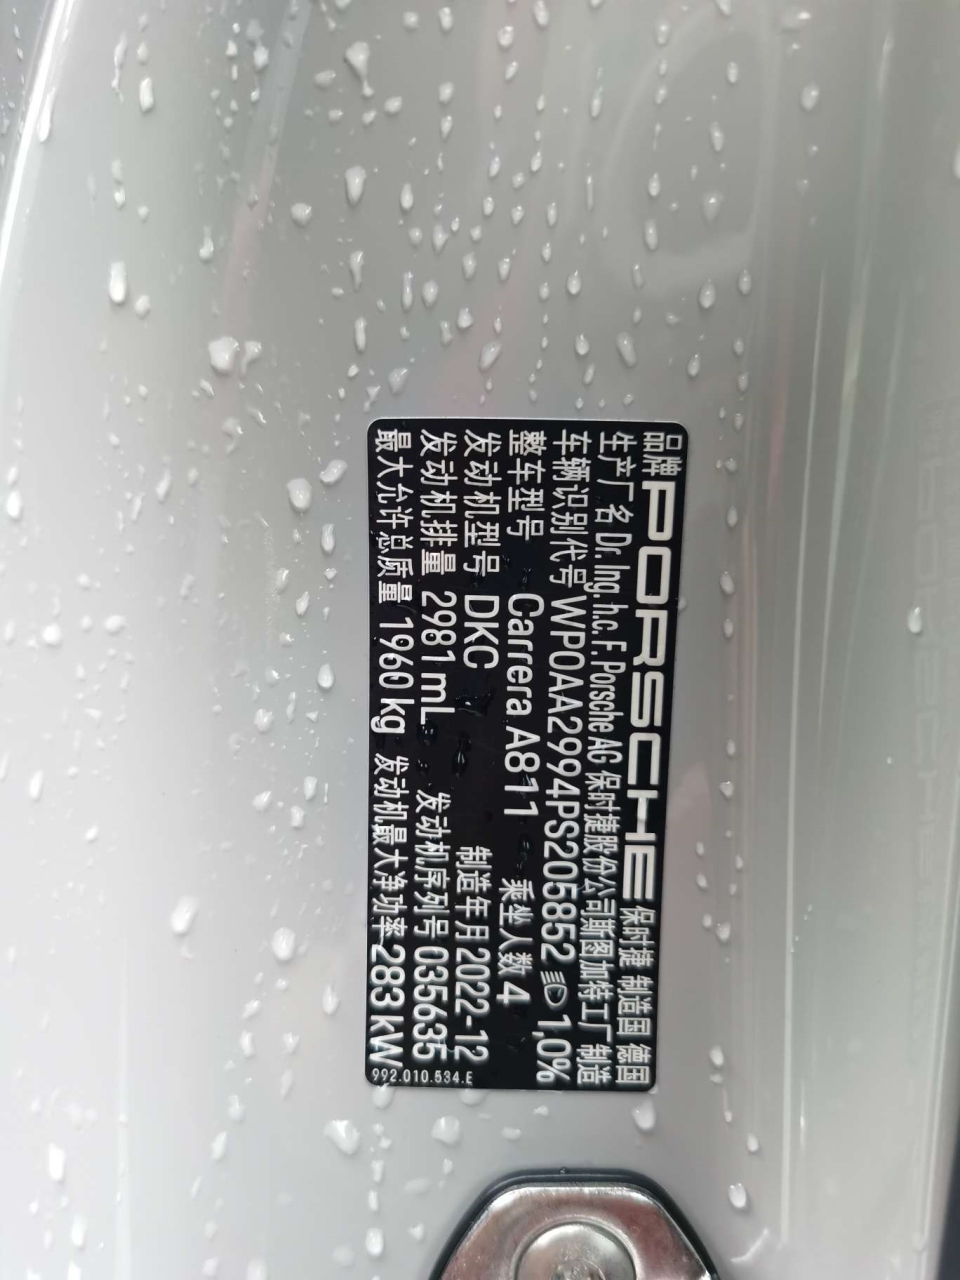 品牌 PORSCHE 保时捷 制造国 德国
生产厂名 Dr. Ing. h.c. F. Porsche AG 保时捷股份公司斯图加特工厂 制造
车辆识别代号 WP0AA2994PS205852 1,0%
整车型号 Carrera A811 乘坐人数 4
发动机型号 DKC 制造年月 2022-12
发动机排量 2981 mL 发动机序列号 035635
最大允许总质量 1960 kg 发动机最大净功率 283 kW
992.010.534.E